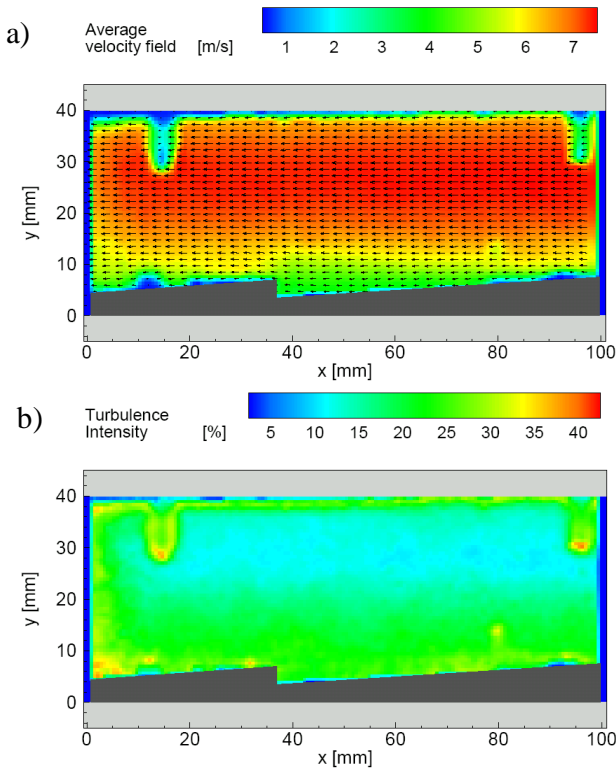 a)
Average
velocity field [m/s]
1 2 3 4 5 6 7
y [mm]
40
30
20
10
0
0 20 40 60 80 100
x [mm]
b)
Turbulence
Intensity [%]
5 10 15 20 25 30 35 40
y [mm]
40
30
20
10
0
0 20 40 60 80 100
x [mm]